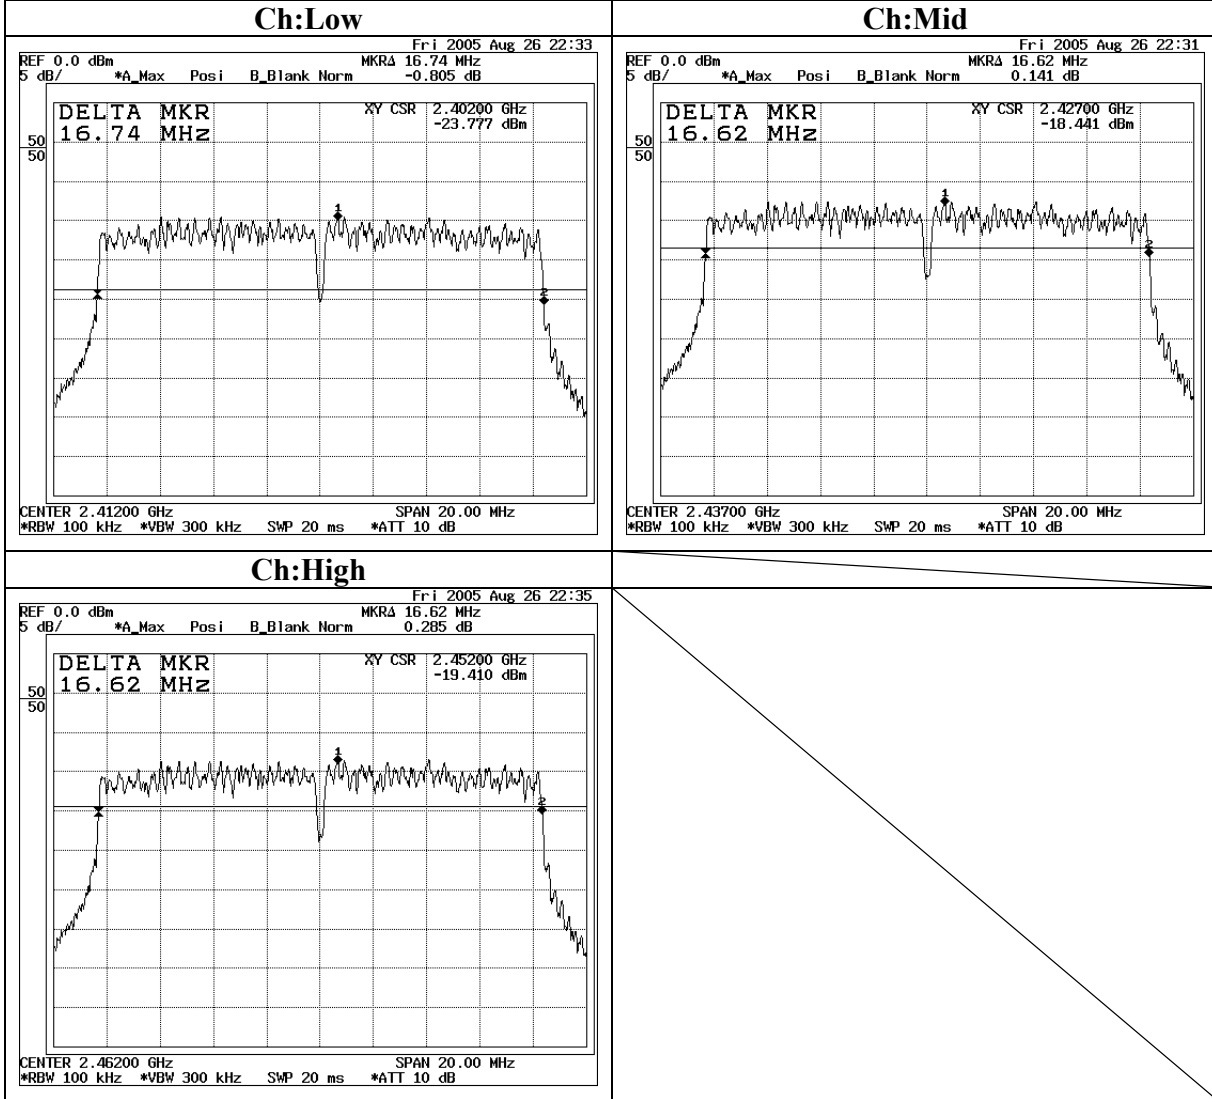 Ch:Low
Fri 2005 Aug 26 22:33
REF 0.0 dBm MKRΔ 16.74 MHz
5 dB/ *A_Max Posi B_Blank Norm -0.805 dB
DELTA MKR XY CSR 2.40200 GHz
16.74 MHz -23.777 dBm
50
50
1
2
CENTER 2.41200 GHz SPAN 20.00 MHz
*RBW 100 kHz *VBW 300 kHz SWP 20 ms *ATT 10 dB
Ch:Mid
Fri 2005 Aug 26 22:31
REF 0.0 dBm MKRΔ 16.62 MHz
5 dB/ *A_Max Posi B_Blank Norm 0.141 dB
DELTA MKR XY CSR 2.42700 GHz
16.62 MHz -18.441 dBm
50
50
1
2
CENTER 2.43700 GHz SPAN 20.00 MHz
*RBW 100 kHz *VBW 300 kHz SWP 20 ms *ATT 10 dB
Ch:High
Fri 2005 Aug 26 22:35
REF 0.0 dBm MKRΔ 16.62 MHz
5 dB/ *A_Max Posi B_Blank Norm 0.285 dB
DELTA MKR XY CSR 2.45200 GHz
16.62 MHz -19.410 dBm
50
50
1
2
CENTER 2.46200 GHz SPAN 20.00 MHz
*RBW 100 kHz *VBW 300 kHz SWP 20 ms *ATT 10 dB